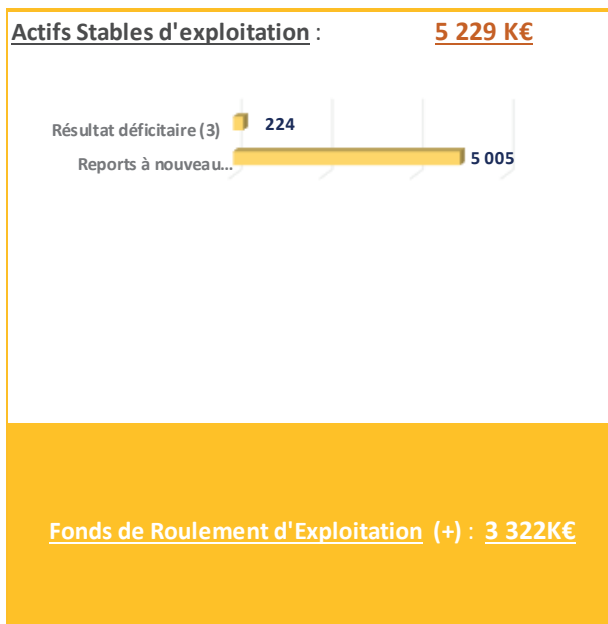 Actifs Stables d'exploitation : 5 229 K€
Résultat déficitaire (3) 224
Reports à nouveau... 5 005
Fonds de Roulement d'Exploitation (+) : 3 322K€